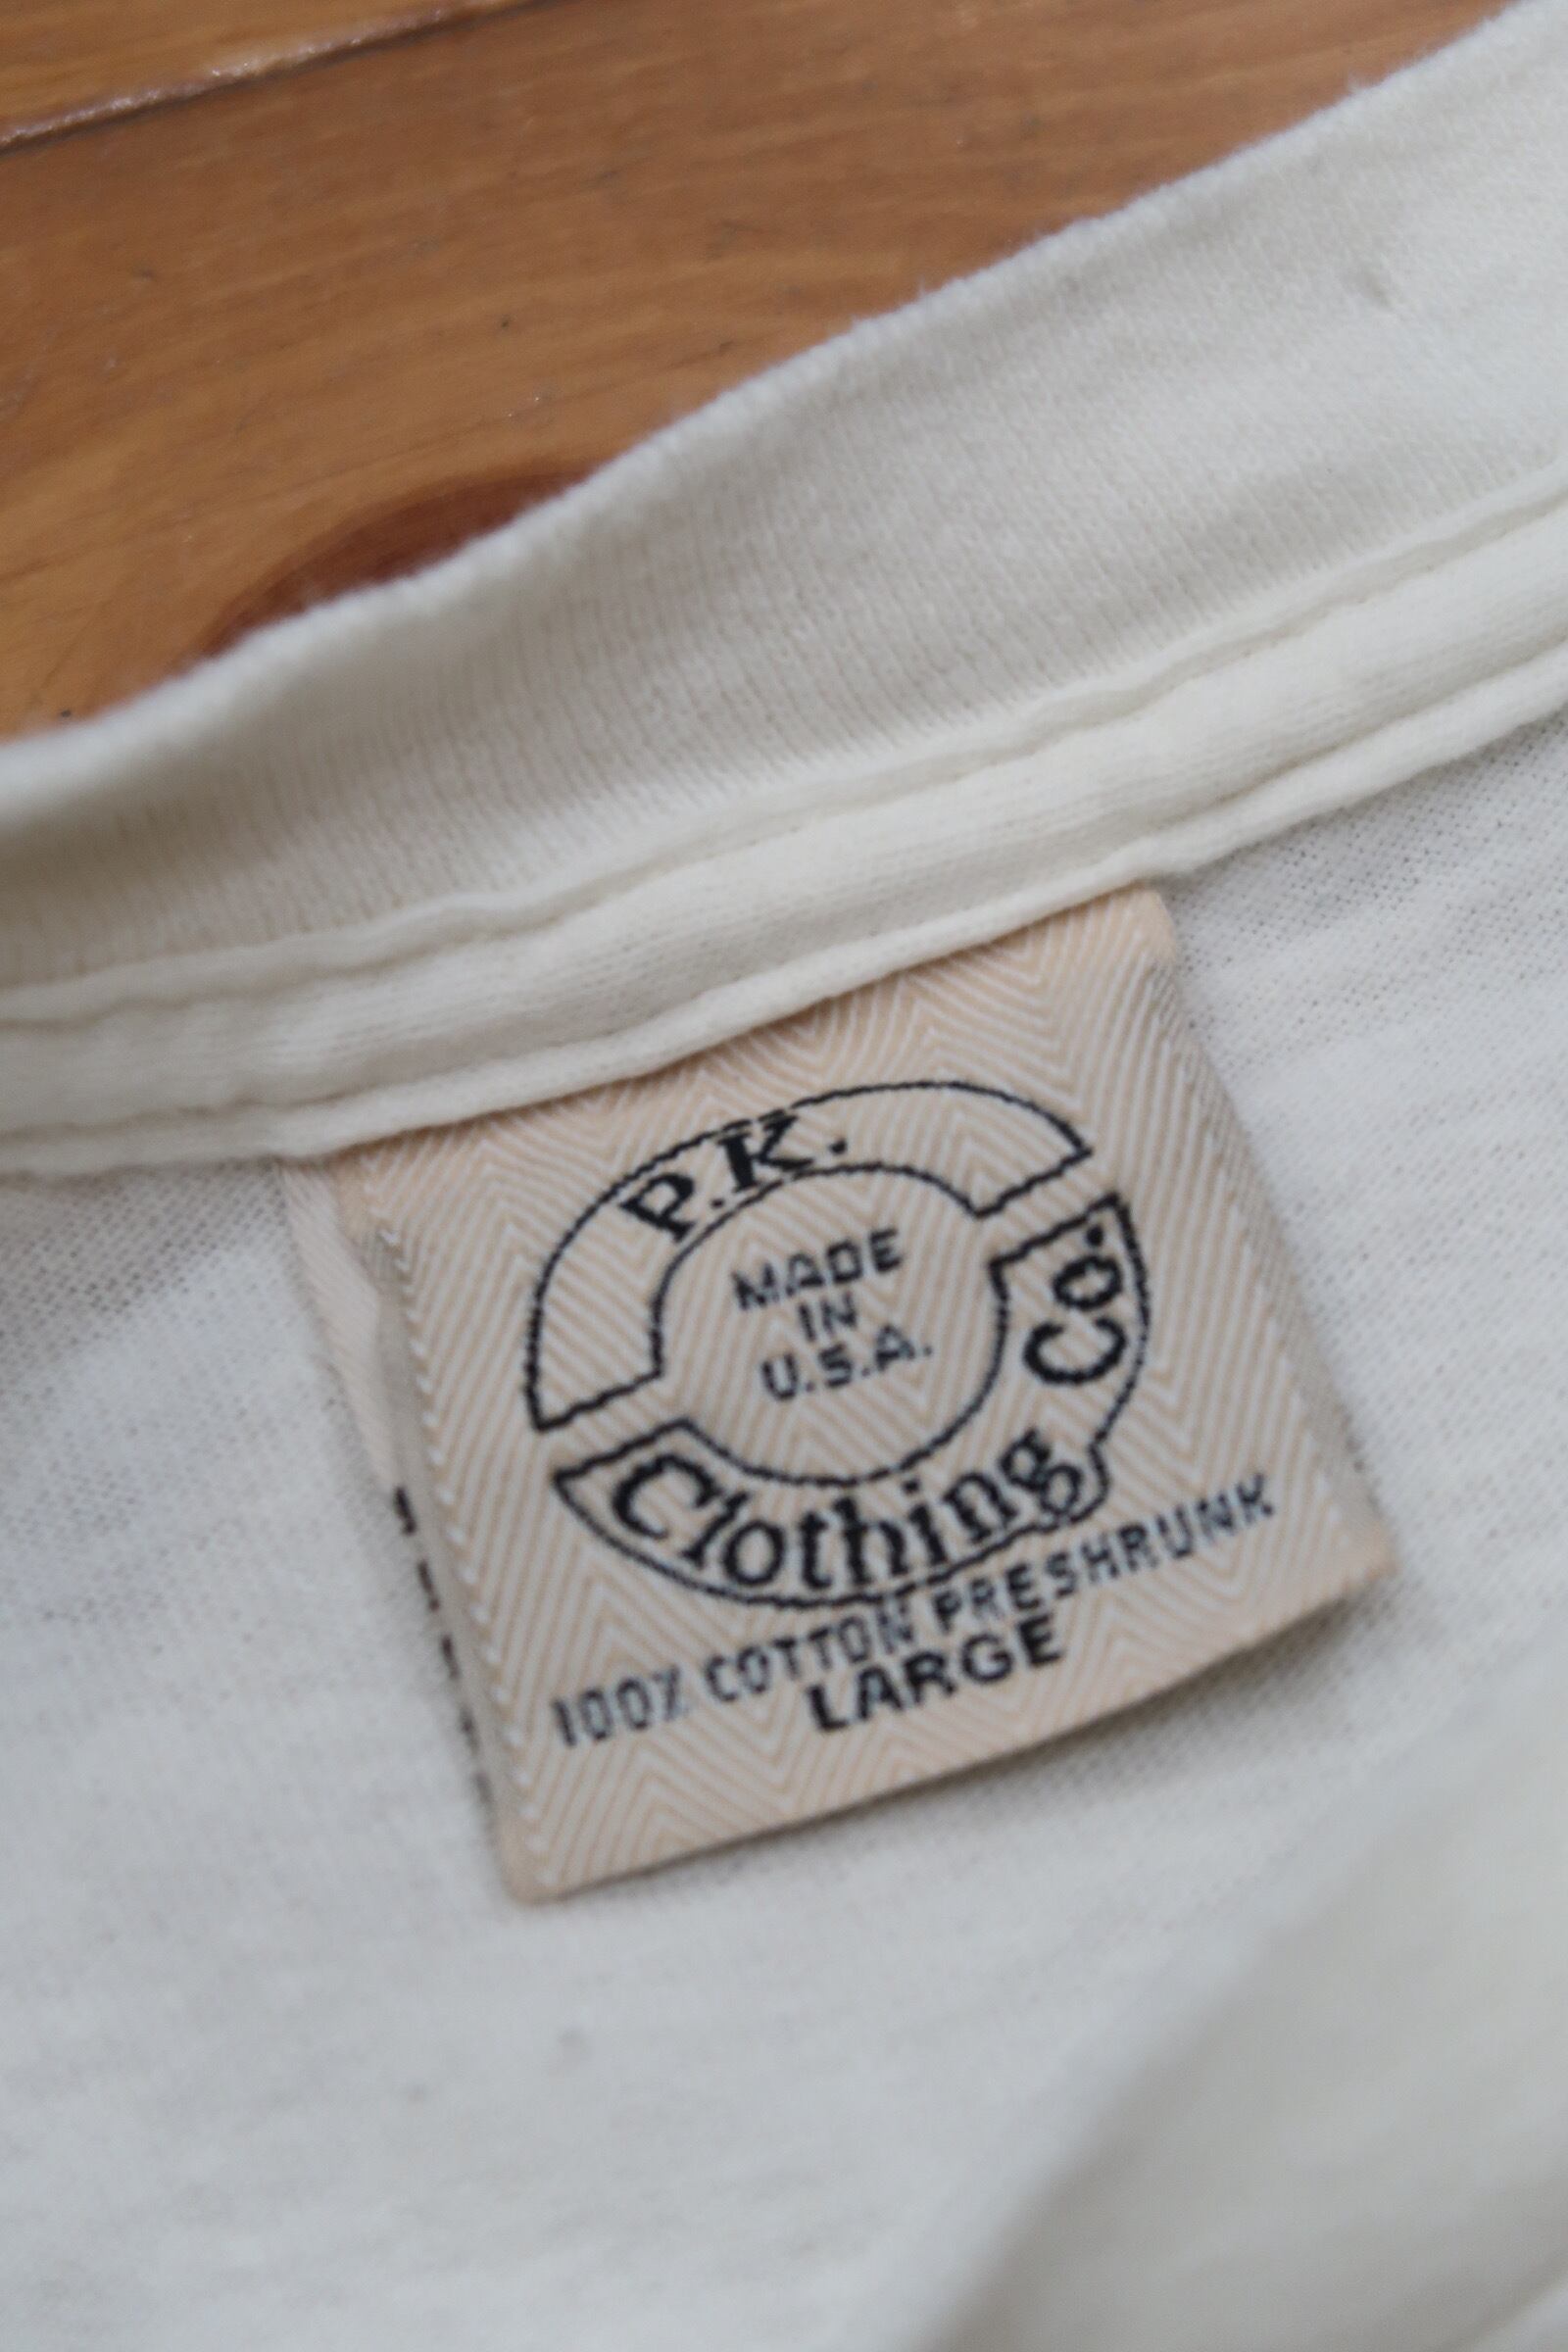 P.K.
MADE
IN
U.S.A.
Clothing Co.
100% COTTON PRESHRUNK
LARGE